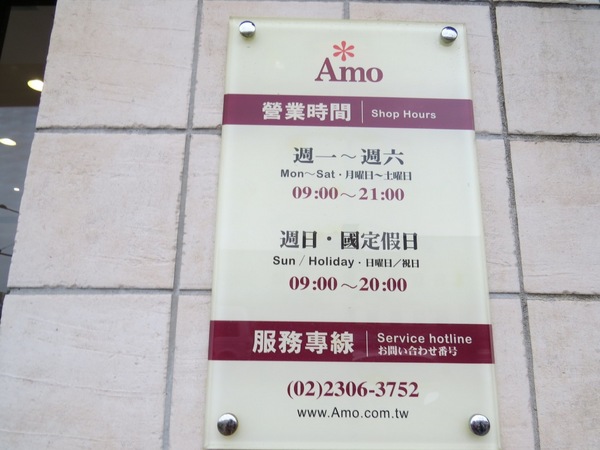 Amo
營業時間 | Shop Hours
週一～週六
Mon～Sat・月曜日～土曜日
09:00～21:00
週日・國定假日
Sun / Holiday・日曜日／祝日
09:00～20:00
服務專線 | Service hotline
お問い合わせ番号
(02)2306-3752
www.Amo.com.tw